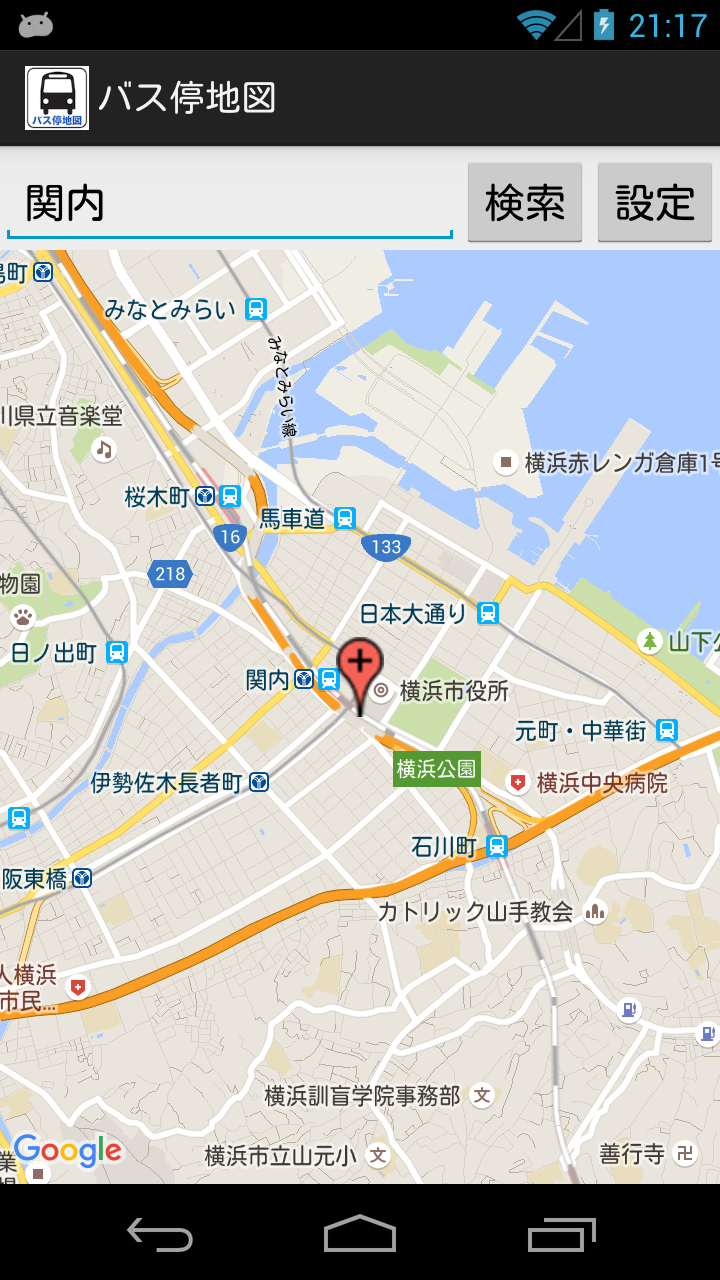 21:17
バス停地図
バス停地図
関内
検索
設定
町
みなとみらい
みなとみらい線
川県立音楽堂
横浜赤レンガ倉庫1号
桜木町
馬車道
16
133
218
物園
日本大通り
日ノ出町
山下公
関内
横浜市役所
元町・中華街
横浜公園
伊勢佐木長者町
横浜中央病院
石川町
阪東橋
カトリック山手教会
人横浜
市民...
横浜訓盲学院事務部
文
Google
横浜市立山元小
文
善行寺
卍
業